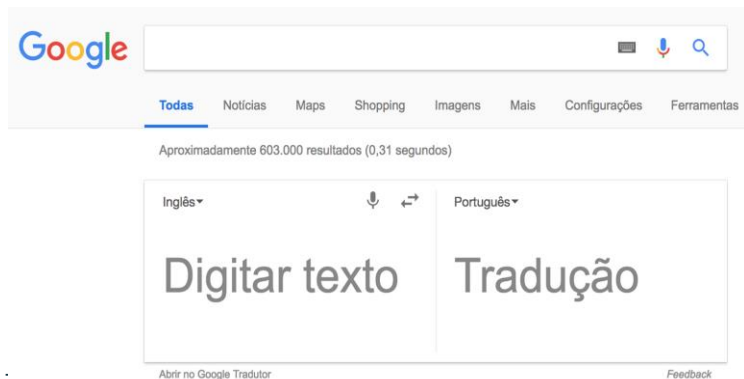 Google
Todas Notícias Maps Shopping Imagens Mais Configurações Ferramentas
Aproximadamente 603.000 resultados (0,31 segundos)
Inglês Português
Digitar texto Tradução
Abrir no Google Tradutor Feedback